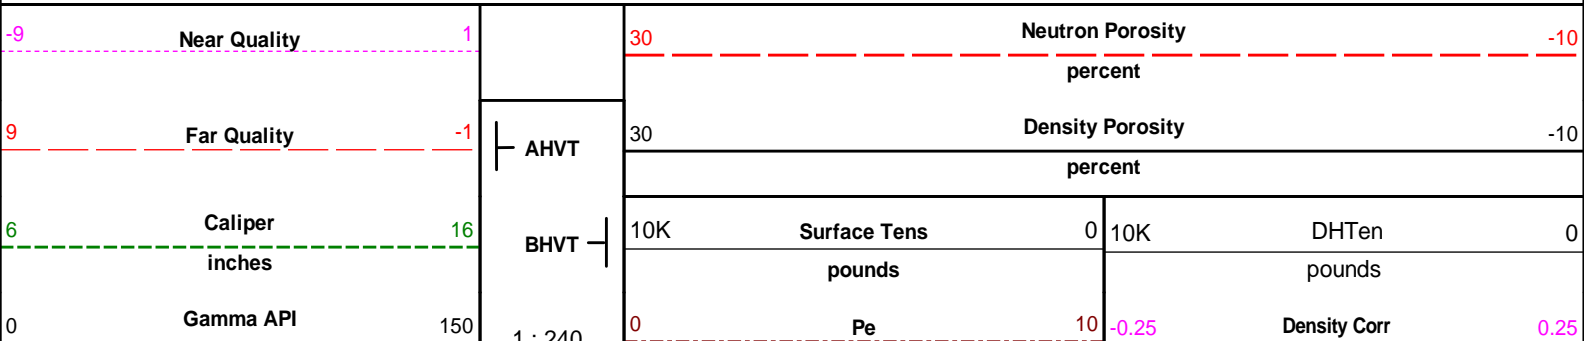 -9 Near Quality 1
9 Far Quality -1
6 Caliper 16
inches
0 Gamma API 150
AHVT
BHVT
1 : 240
30 Neutron Porosity -10
percent
30 Density Porosity -10
percent
10K Surface Tens 0
pounds
10K DHTen 0
pounds
0 Pe 10
-0.25 Density Corr 0.25